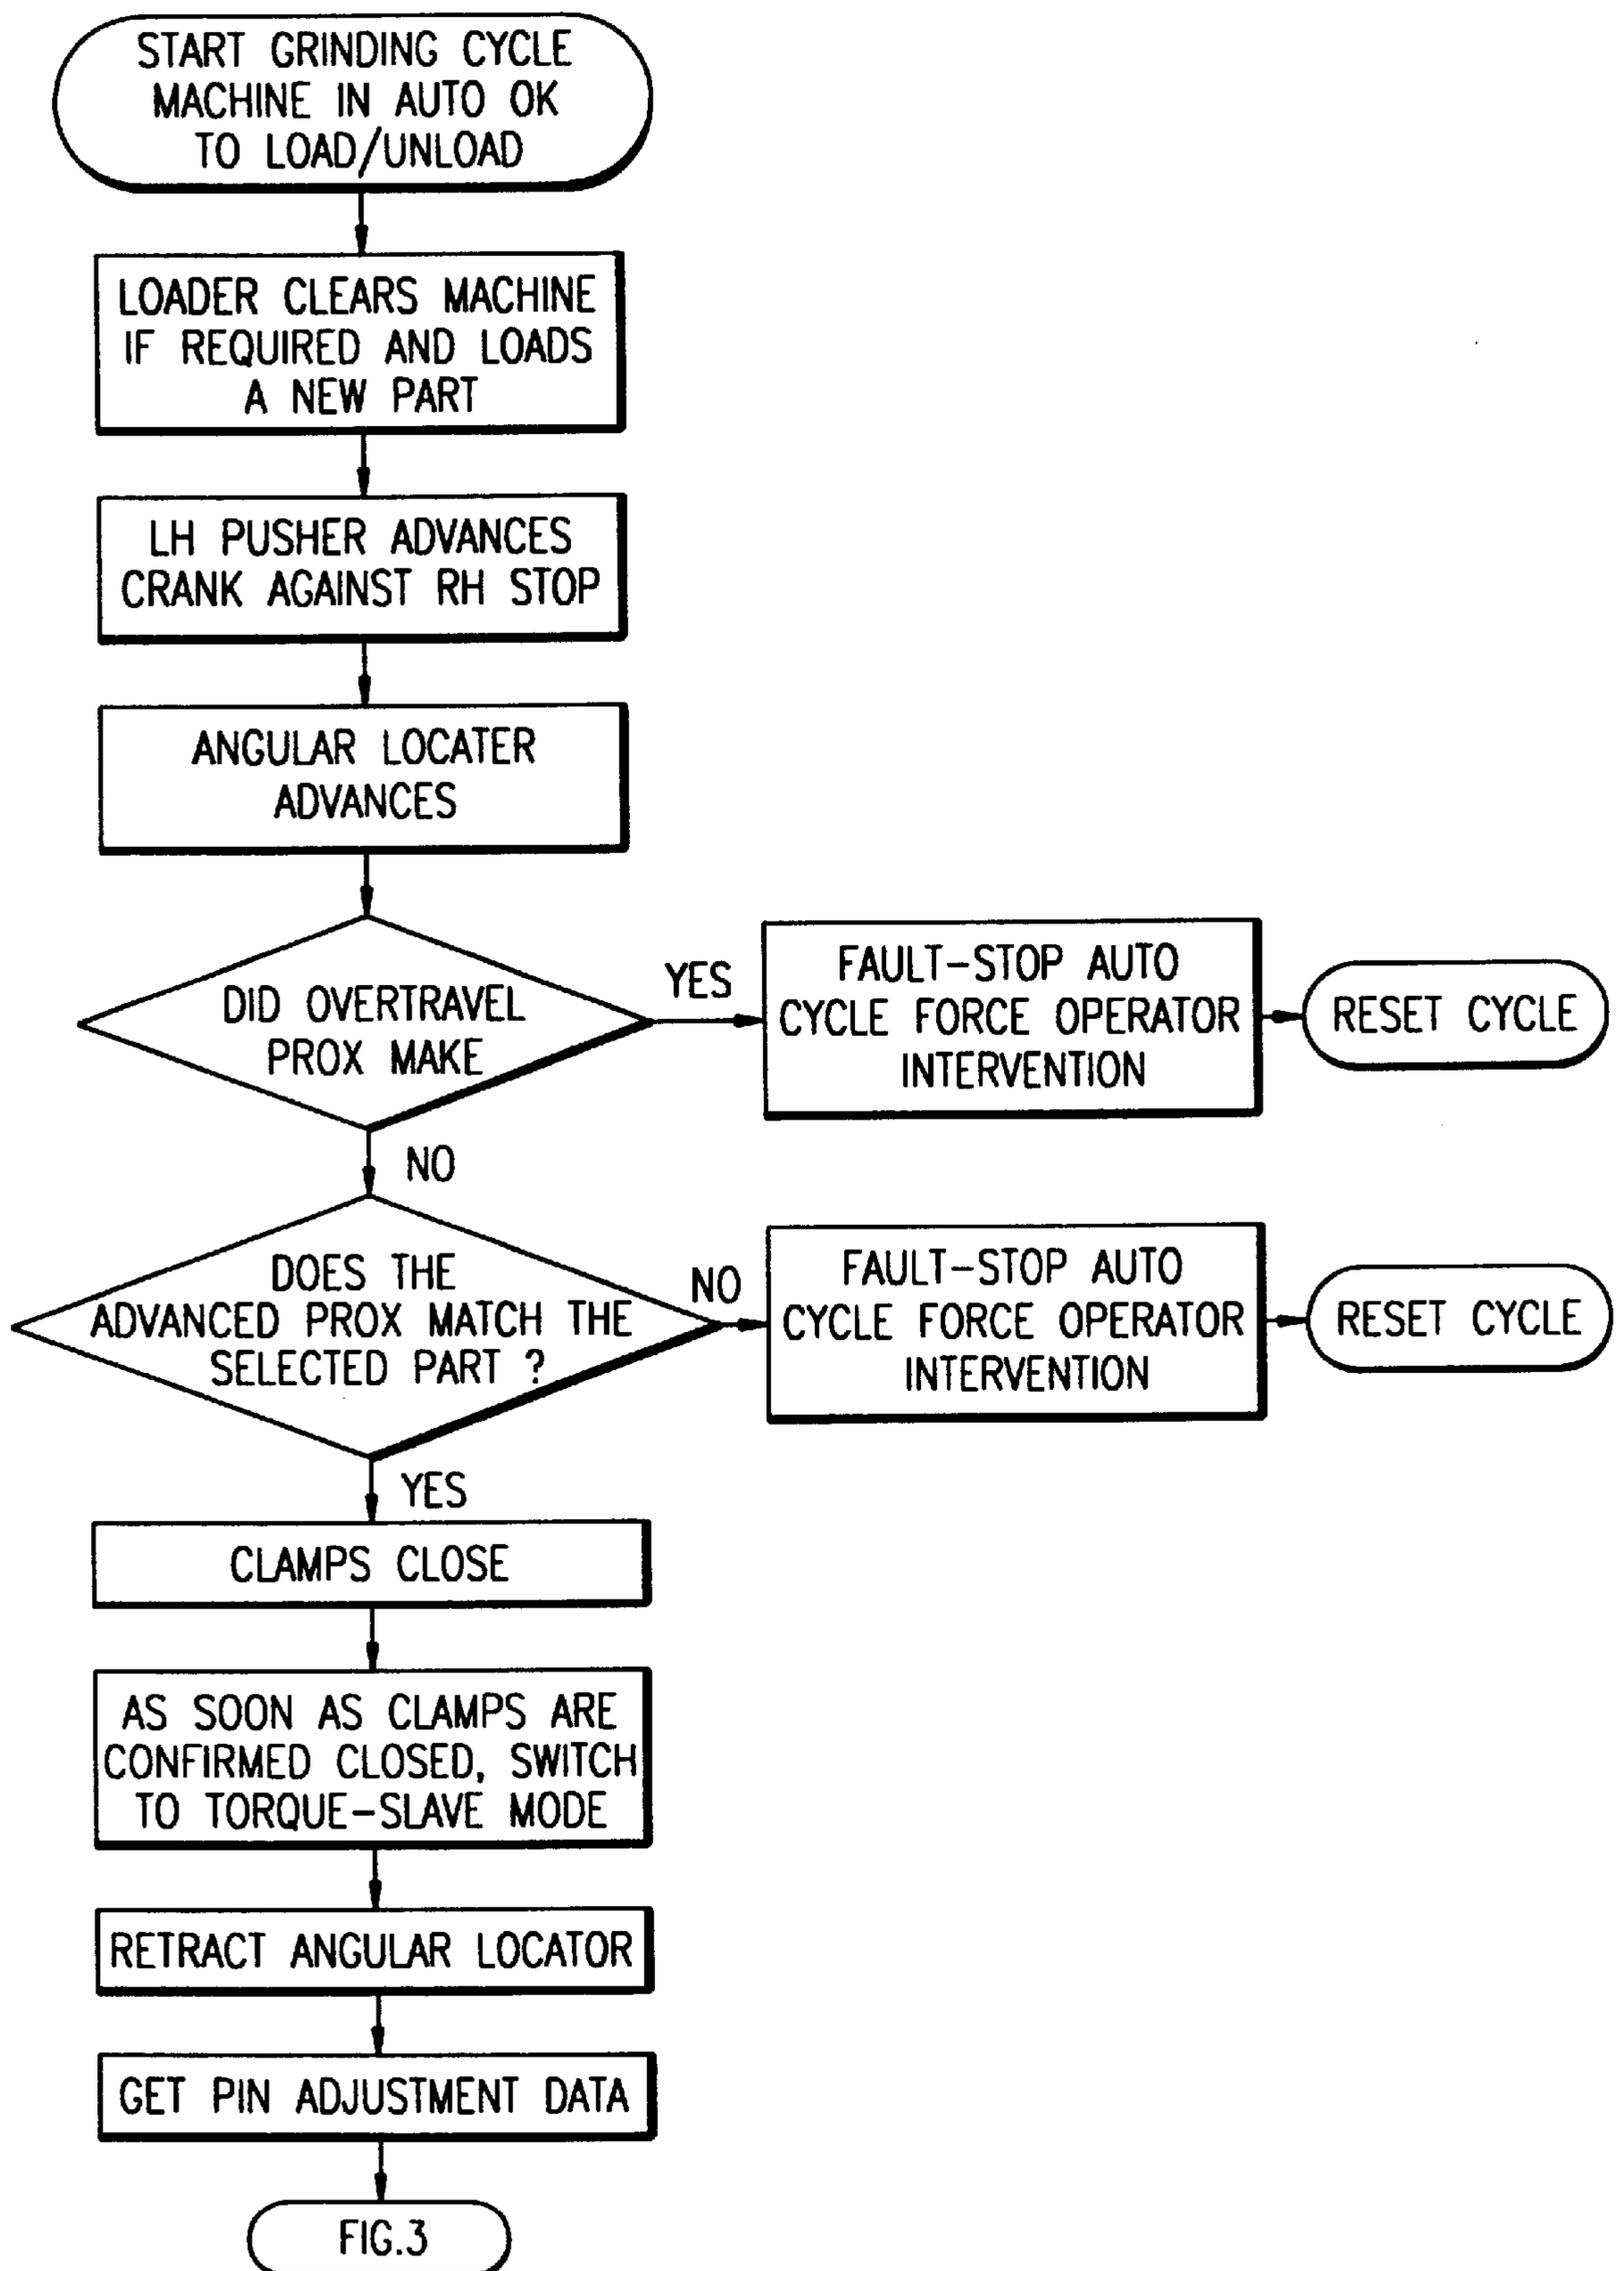 START GRINDING CYCLE
MACHINE IN AUTO OK
TO LOAD/UNLOAD
LOADER CLEARS MACHINE
IF REQUIRED AND LOADS
A NEW PART
LH PUSHER ADVANCES
CRANK AGAINST RH STOP
ANGULAR LOCATER
ADVANCES
DID OVERTRAVEL
PROX MAKE
YES
FAULT-STOP AUTO
CYCLE FORCE OPERATOR
INTERVENTION
RESET CYCLE
NO
DOES THE
ADVANCED PROX MATCH THE
SELECTED PART ?
NO
FAULT-STOP AUTO
CYCLE FORCE OPERATOR
INTERVENTION
RESET CYCLE
YES
CLAMPS CLOSE
AS SOON AS CLAMPS ARE
CONFIRMED CLOSED, SWITCH
TO TORQUE-SLAVE MODE
RETRACT ANGULAR LOCATOR
GET PIN ADJUSTMENT DATA
FIG.3